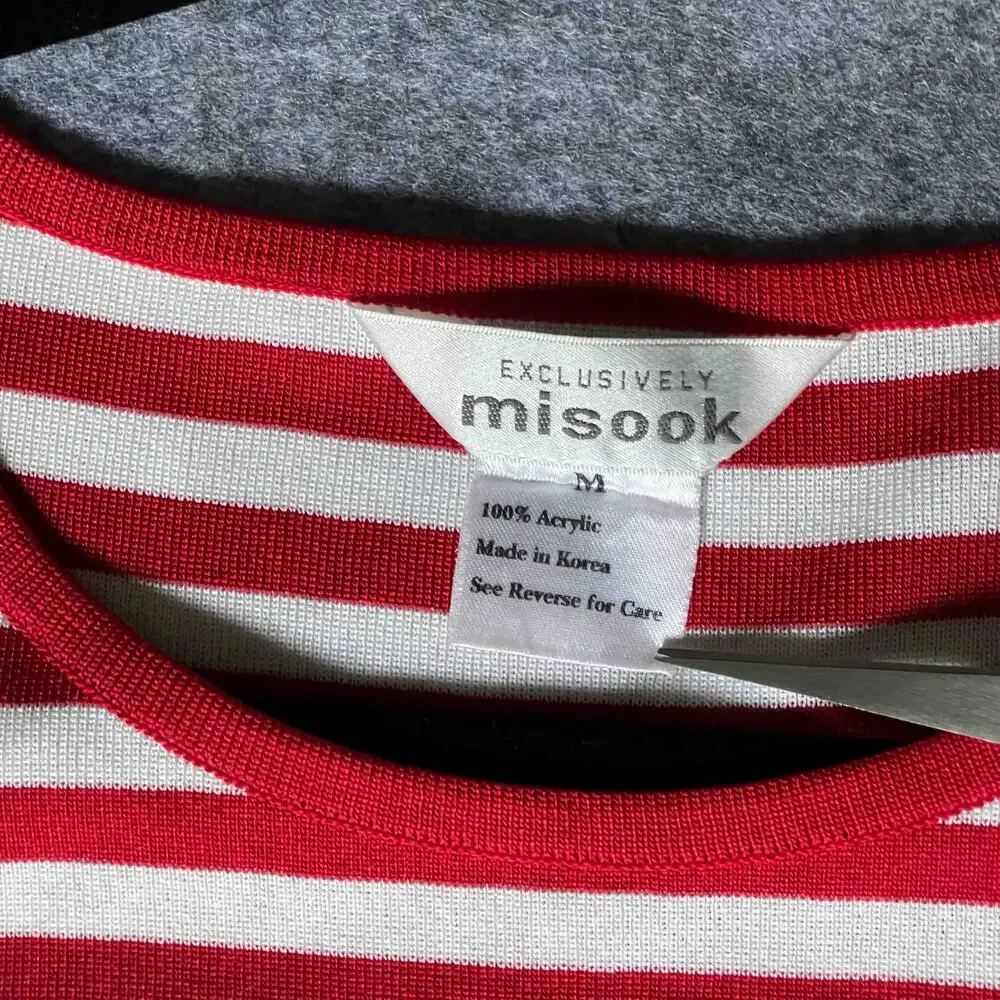 EXCLUSIVELY
misook
M
100% Acrylic
Made in Korea
See Reverse for Care